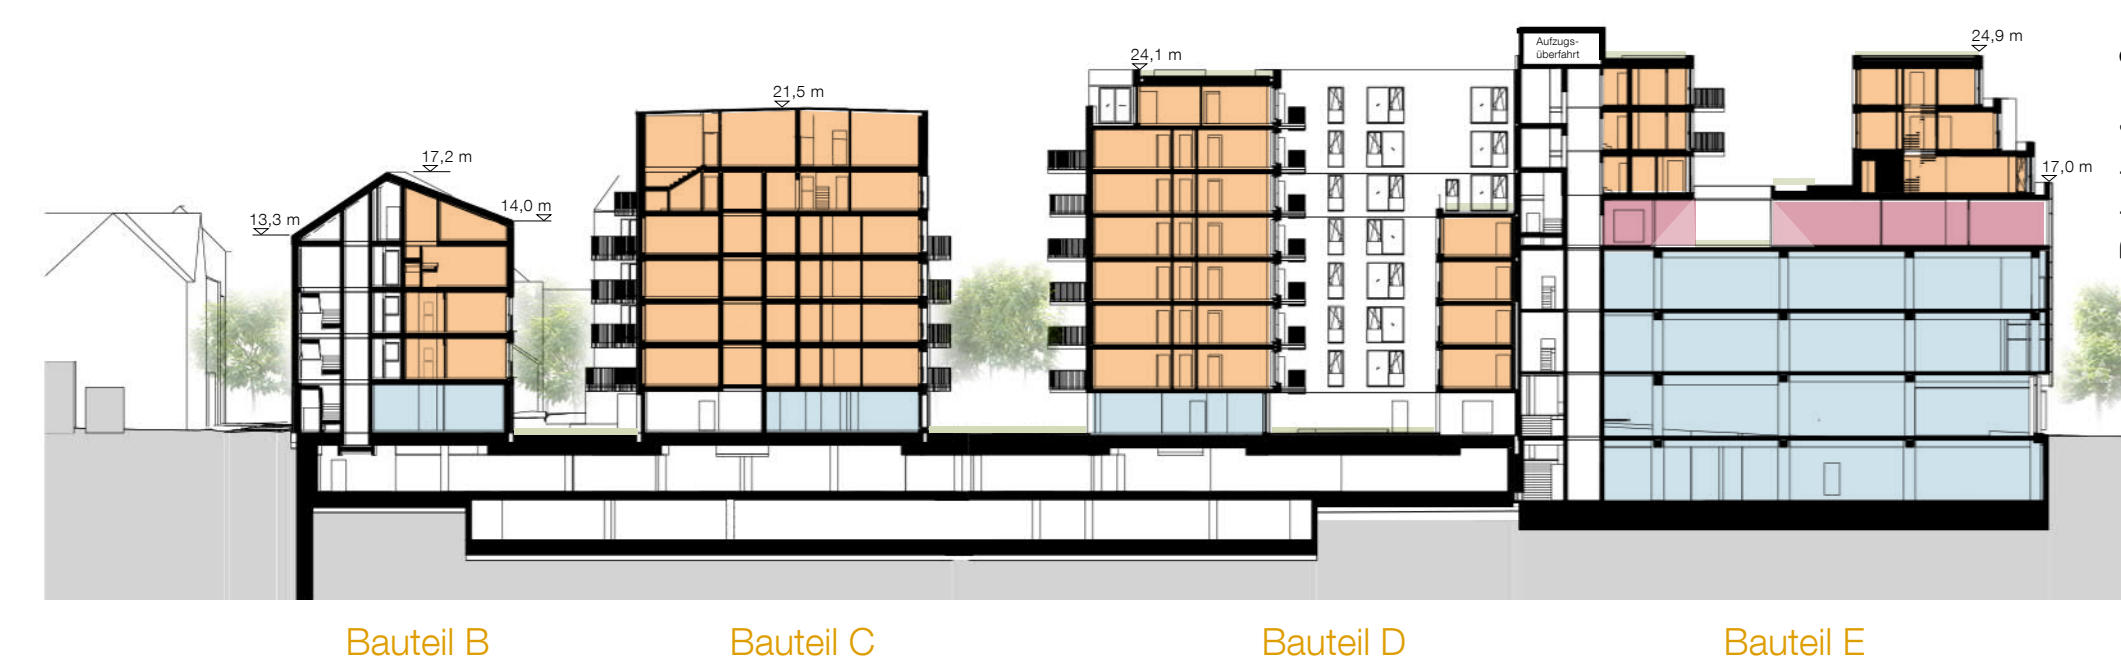 Aufzugs-
überfahrt
24,9 m
24,1 m
21,5 m
17,2 m
17,0 m
14,0 m
13,3 m
Bauteil B
Bauteil C
Bauteil D
Bauteil E